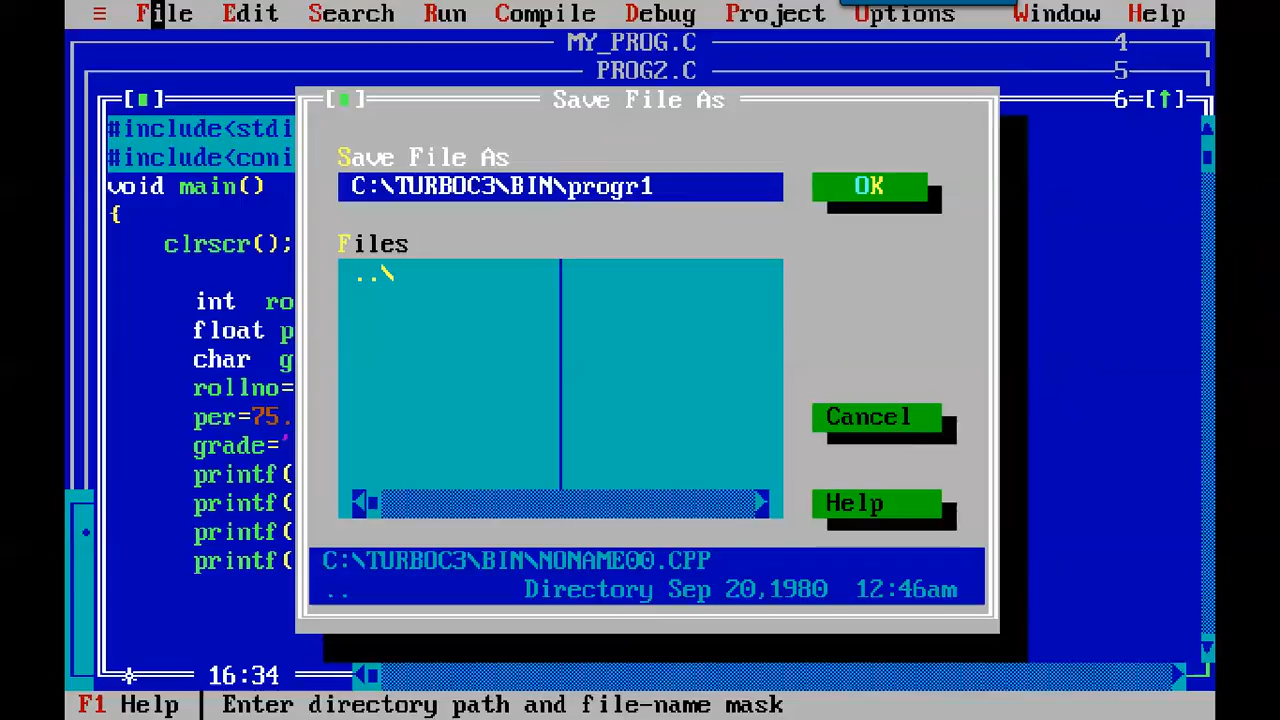 ≡ File Edit Search Run Compile Debug Project Options Window Help
MY_PROG.C 4
PROG2.C 5
[■] Save File As 6=[↑]
#include<stdi
#include<coni
void main()
{
clrscr();
int ro
float p
char g
rollno=
per=75.
grade='
printf(
printf(
printf(
printf(
16:34
Save File As
C:\TURBOC3\BIN\progr1
OK
Files
..\
Cancel
Help
C:\TURBOC3\BIN\NONAME00.CPP
.. Directory Sep 20,1980 12:46am
F1 Help Enter directory path and file-name mask